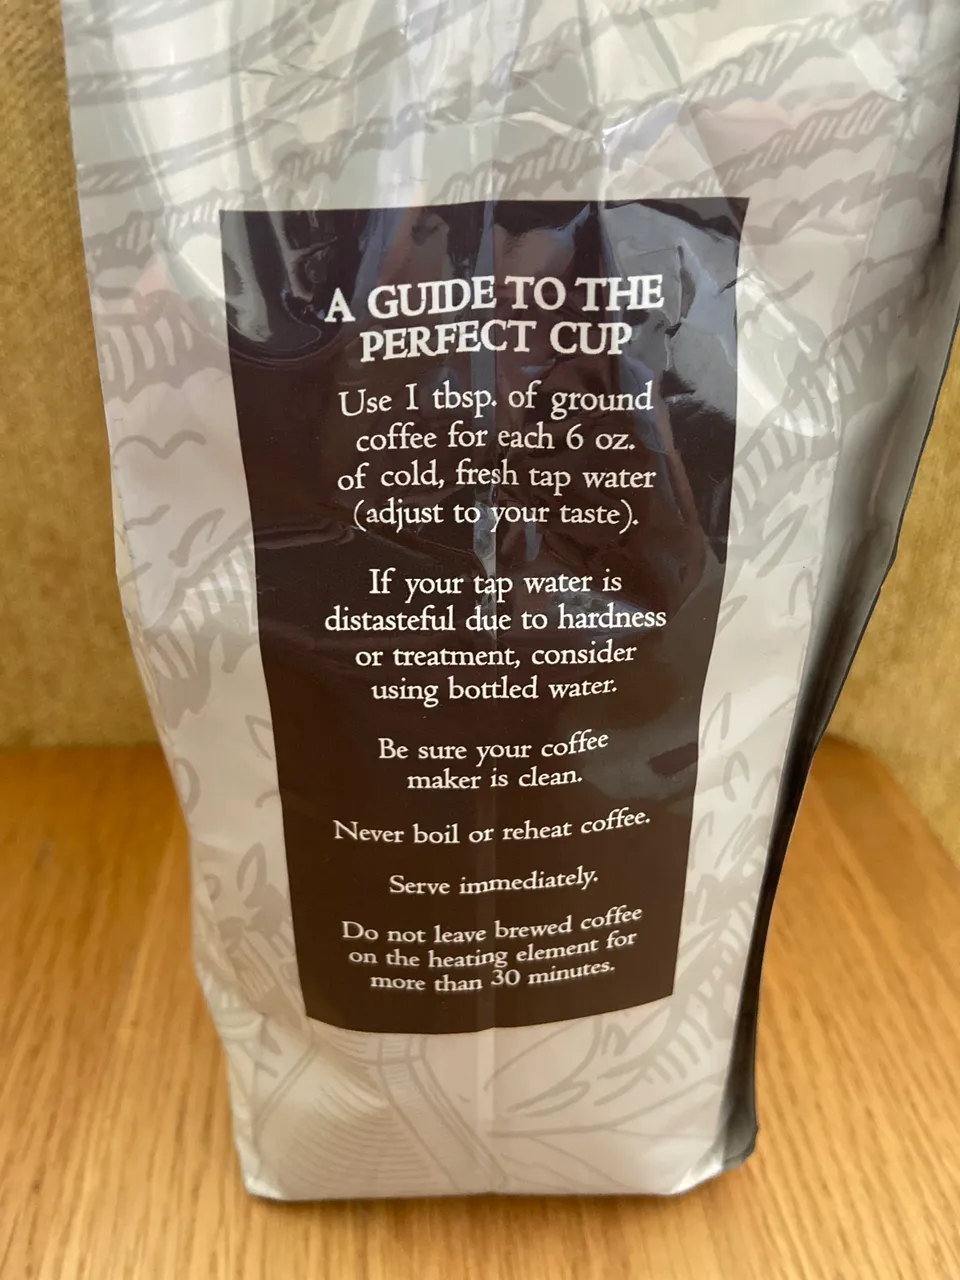 A GUIDE TO THE
PERFECT CUP
Use 1 tbsp. of ground
coffee for each 6 oz.
of cold, fresh tap water
(adjust to your taste).
If your tap water is
distasteful due to hardness
or treatment, consider
using bottled water.
Be sure your coffee
maker is clean.
Never boil or reheat coffee.
Serve immediately.
Do not leave brewed coffee
on the heating element for
more than 30 minutes.